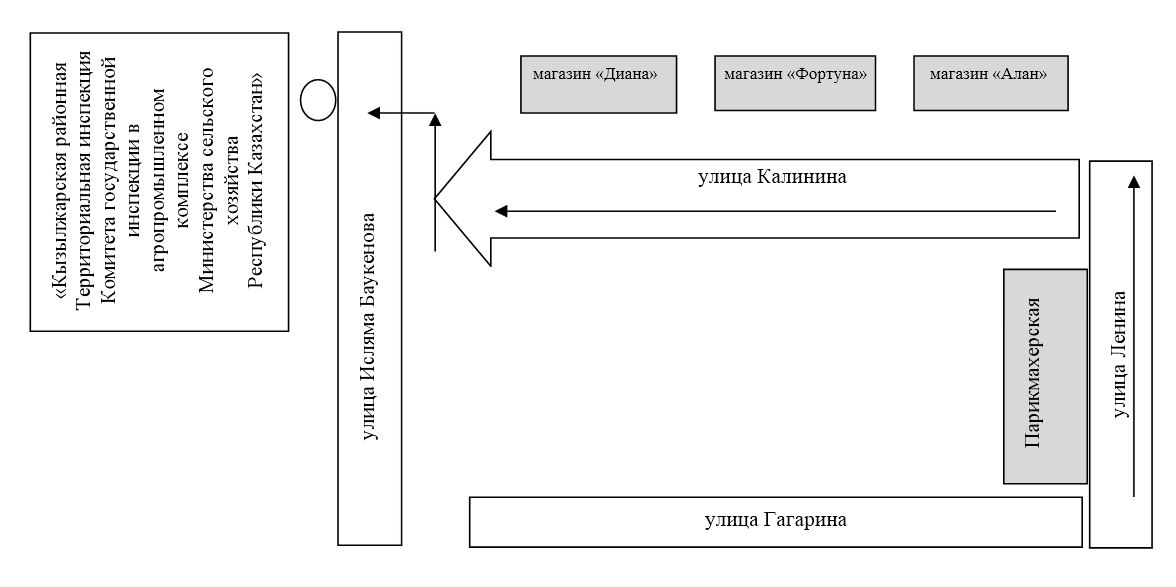 «Кызылжарская районная
Территориальная инспекция
Комитета государственной
инспекции в
агропромышленном
комплексе
Министерства сельского
хозяйства
Республики Казахстан»
улица Исляма Баукенова
магазин «Диана»
магазин «Фортуна»
магазин «Алан»
улица Калинина
Парикмахерская
улица Ленина
улица Гагарина